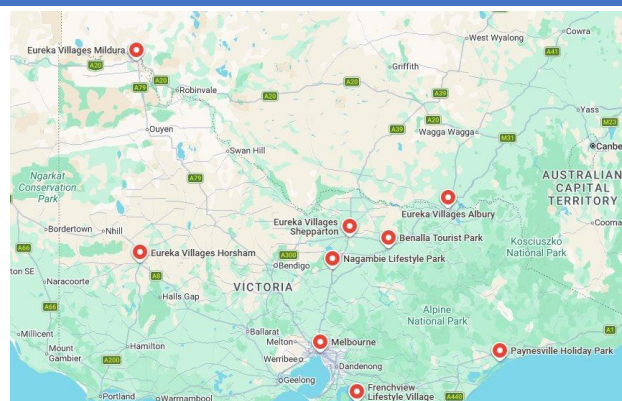 Cowra
West Wyalong
Eureka Villages Mildura
A41
A20
A20
Griffith
A79
Robinvale
A20
A39
Yass
A20
M23
Ouyen
A39
Wagga Wagga
M31
Canbe
Swan Hill
Ngarkat
Conservation
Park
A79
AUSTRALIAN
CAPITAL
TERRITORY
Eureka Villages Albury
Eureka Villages
Shepparton
Cooma
Bordertown
Nhill
Benalla Tourist Park
Kosciuszko
National Park
A66
Eureka Villages Horsham
A300
Nagambie Lifestyle Park
ton SE
Bendigo
A8
Naracoorte
VICTORIA
Halls Gap
A66
Alpine
National Park
Millicent
Ballarat
A1
Melton
Melbourne
Mount
Gambier
Hamilton
Paynesville Holiday Park
A200
Werribee
Dandenong
Geelong
Frenchview
Lifestyle Village
A440
Portland
Warrnambool